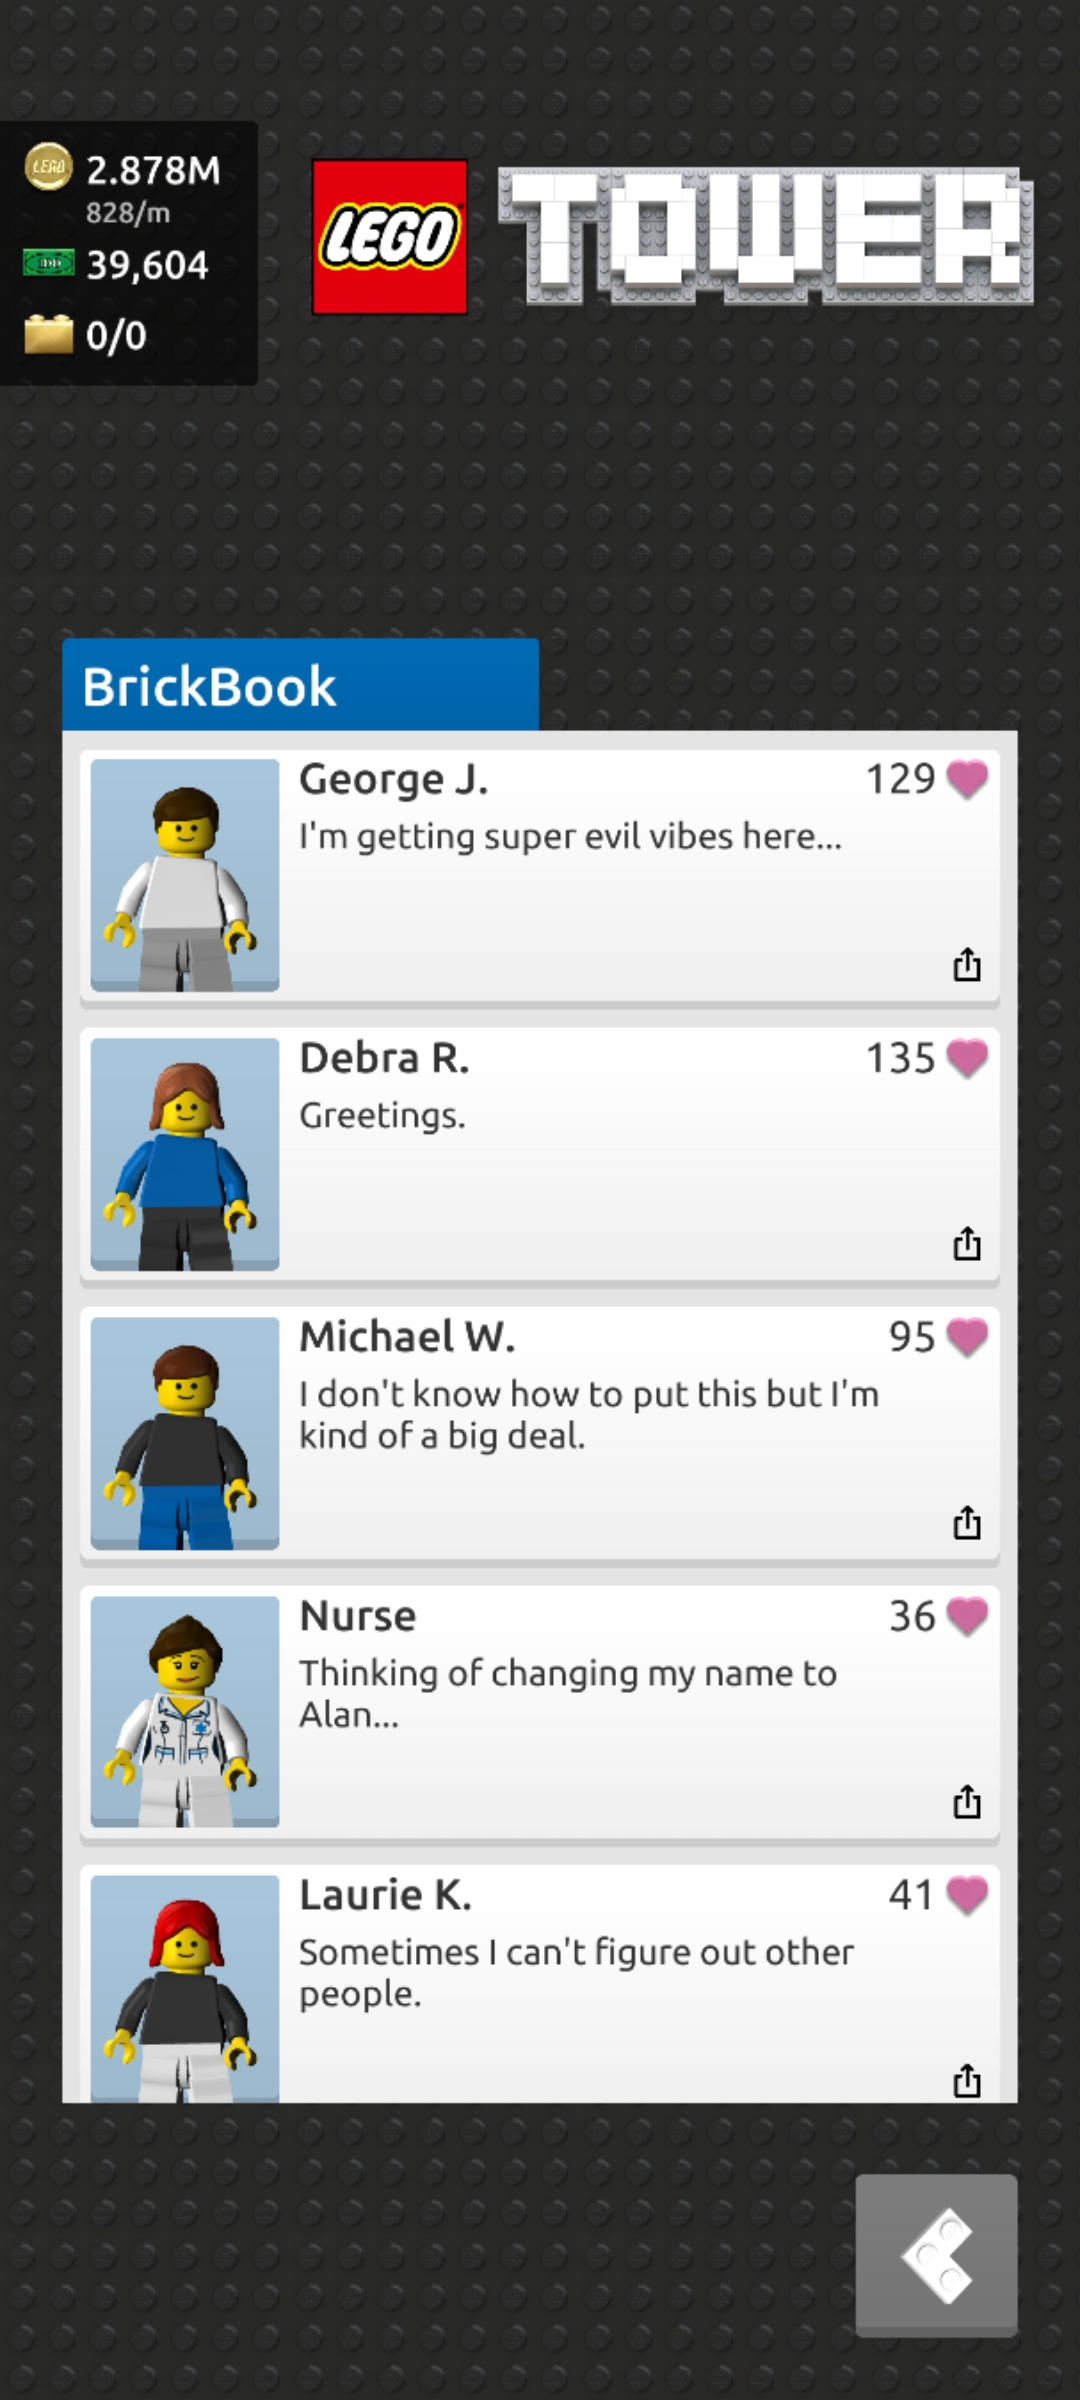 LEGO
2.878M
828/m
39,604
0/0
LEGO
TOWER
BrickBook
George J.
129
I'm getting super evil vibes here...
Debra R.
135
Greetings.
Michael W.
95
I don't know how to put this but I'm
kind of a big deal.
Nurse
36
Thinking of changing my name to
Alan...
Laurie K.
41
Sometimes I can't figure out other
people.